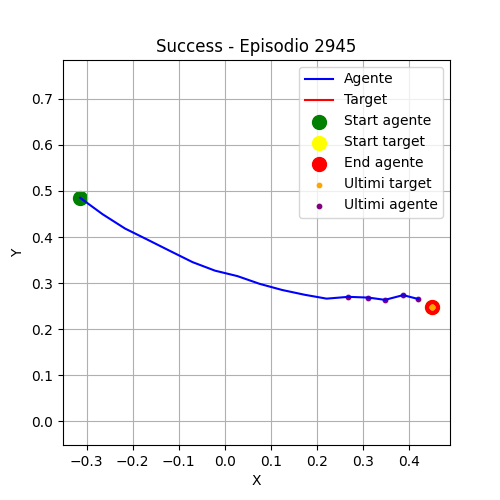 Success - Episodio 2945
Agente
Target
Start agente
Start target
End agente
Ultimi target
Ultimi agente
Y
0.7
0.6
0.5
0.4
0.3
0.2
0.1
0.0
−0.3 −0.2 −0.1 0.0 0.1 0.2 0.3 0.4
X